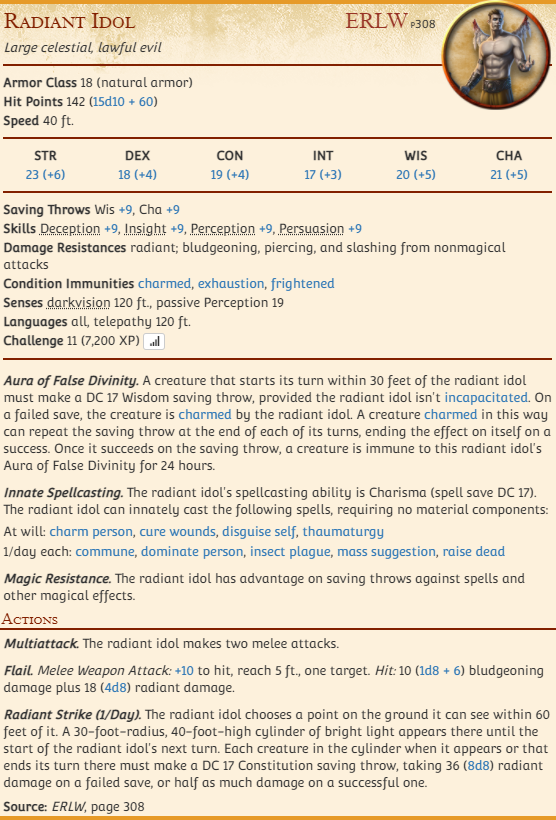 Radiant Idol ERLW P308
Large celestial, lawful evil
Armor Class 18 (natural armor)
Hit Points 142 (15d10 + 60)
Speed 40 ft.
STR DEX CON INT WIS CHA
23 (+6) 18 (+4) 19 (+4) 17 (+3) 20 (+5) 21 (+5)
Saving Throws Wis +9, Cha +9
Skills Deception +9, Insight +9, Perception +9, Persuasion +9
Damage Resistances radiant; bludgeoning, piercing, and slashing from nonmagical
attacks
Condition Immunities charmed, exhaustion, frightened
Senses darkvision 120 ft., passive Perception 19
Languages all, telepathy 120 ft.
Challenge 11 (7,200 XP)
Aura of False Divinity. A creature that starts its turn within 30 feet of the radiant idol
must make a DC 17 Wisdom saving throw, provided the radiant idol isn't incapacitated. On
a failed save, the creature is charmed by the radiant idol. A creature charmed in this way
can repeat the saving throw at the end of each of its turns, ending the effect on itself on a
success. Once it succeeds on the saving throw, a creature is immune to this radiant idol's
Aura of False Divinity for 24 hours.
Innate Spellcasting. The radiant idol's spellcasting ability is Charisma (spell save DC 17).
The radiant idol can innately cast the following spells, requiring no material components:
At will: charm person, cure wounds, disguise self, thaumaturgy
1/day each: commune, dominate person, insect plague, mass suggestion, raise dead
Magic Resistance. The radiant idol has advantage on saving throws against spells and
other magical effects.
Actions
Multiattack. The radiant idol makes two melee attacks.
Flail. Melee Weapon Attack: +10 to hit, reach 5 ft., one target. Hit: 10 (1d8 + 6) bludgeoning
damage plus 18 (4d8) radiant damage.
Radiant Strike (1/Day). The radiant idol chooses a point on the ground it can see within 60
feet of it. A 30-foot-radius, 40-foot-high cylinder of bright light appears there until the
start of the radiant idol's next turn. Each creature in the cylinder when it appears or that
ends its turn there must make a DC 17 Constitution saving throw, taking 36 (8d8) radiant
damage on a failed save, or half as much damage on a successful one.
Source: ERLW, page 308